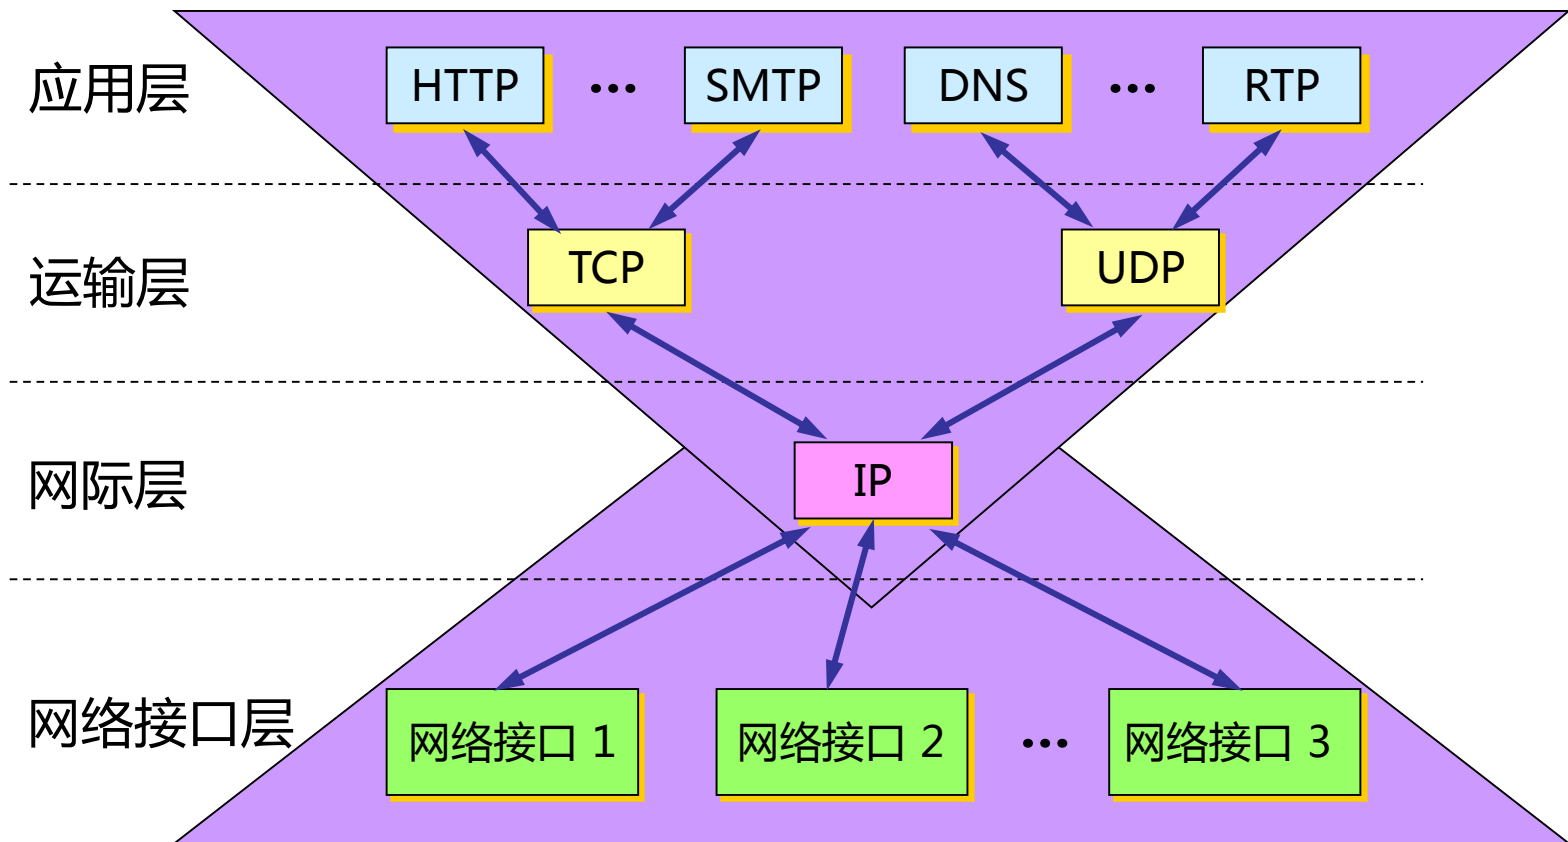 应用层
HTTP ... SMTP DNS ... RTP
运输层
TCP UDP
网际层
IP
网络接口层
网络接口 1 网络接口 2 ... 网络接口 3